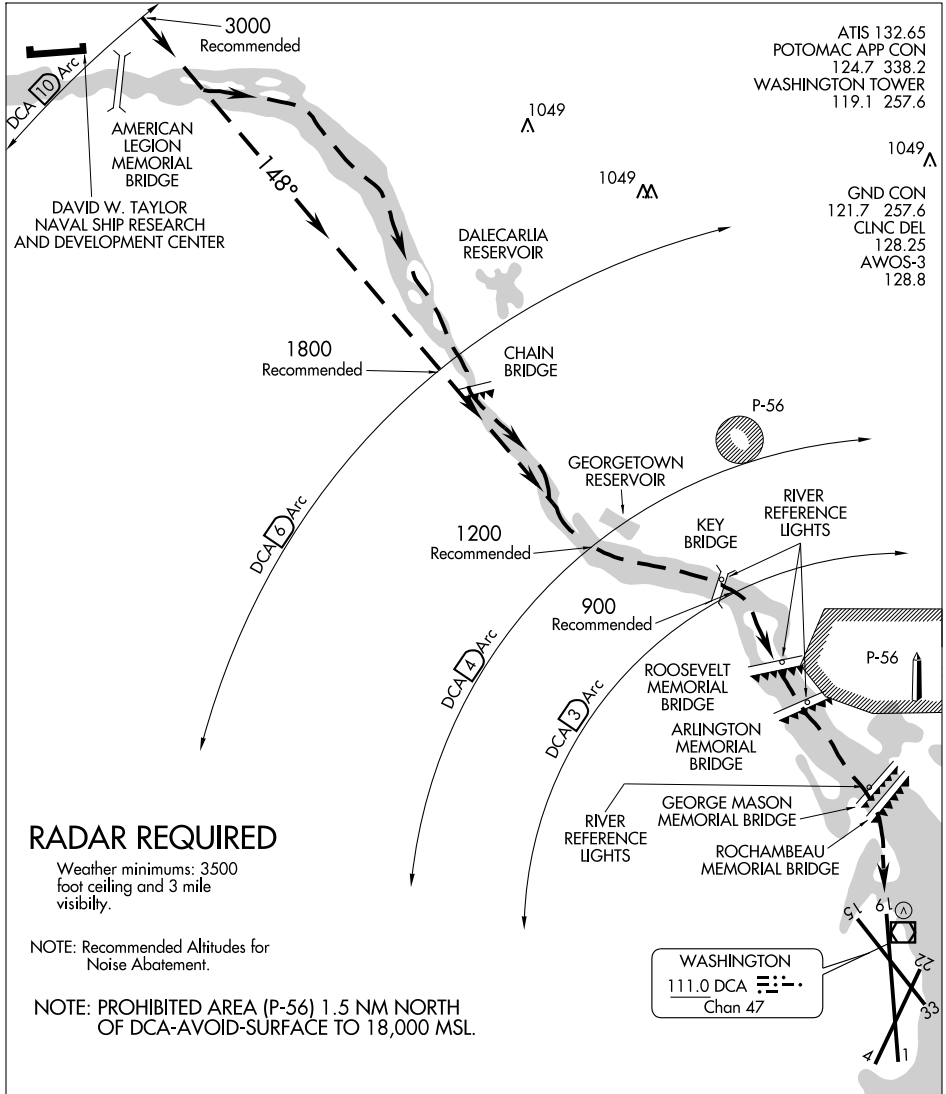 3000
Recommended
ATIS 132.65
POTOMAC APP CON
124.7 338.2
WASHINGTON TOWER
119.1 257.6
DCA 10 Arc
AMERICAN
LEGION
MEMORIAL
BRIDGE
1049
1049
1049
148°
DAVID W. TAYLOR
NAVAL SHIP RESEARCH
AND DEVELOPMENT CENTER
GND CON
121.7 257.6
CLNC DEL
128.25
AWOS-3
128.8
DALECARLIA
RESERVOIR
1800
Recommended
CHAIN
BRIDGE
P-56
GEORGETOWN
RESERVOIR
DCA 6 Arc
1200
Recommended
KEY
BRIDGE
RIVER
REFERENCE
LIGHTS
900
Recommended
DCA 4 Arc
DCA 3 Arc
P-56
ROOSEVELT
MEMORIAL
BRIDGE
ARLINGTON
MEMORIAL
BRIDGE
RIVER
REFERENCE
LIGHTS
GEORGE MASON
MEMORIAL BRIDGE
ROCHAMBEAU
MEMORIAL BRIDGE
RADAR REQUIRED
Weather minimums: 3500
foot ceiling and 3 mile
visibilty.
NOTE: Recommended Altitudes for
Noise Abatement.
NOTE: PROHIBITED AREA (P-56) 1.5 NM NORTH
OF DCA-AVOID-SURFACE TO 18,000 MSL.
15
19
22
33
4
1
WASHINGTON
111.0 DCA
Chan 47